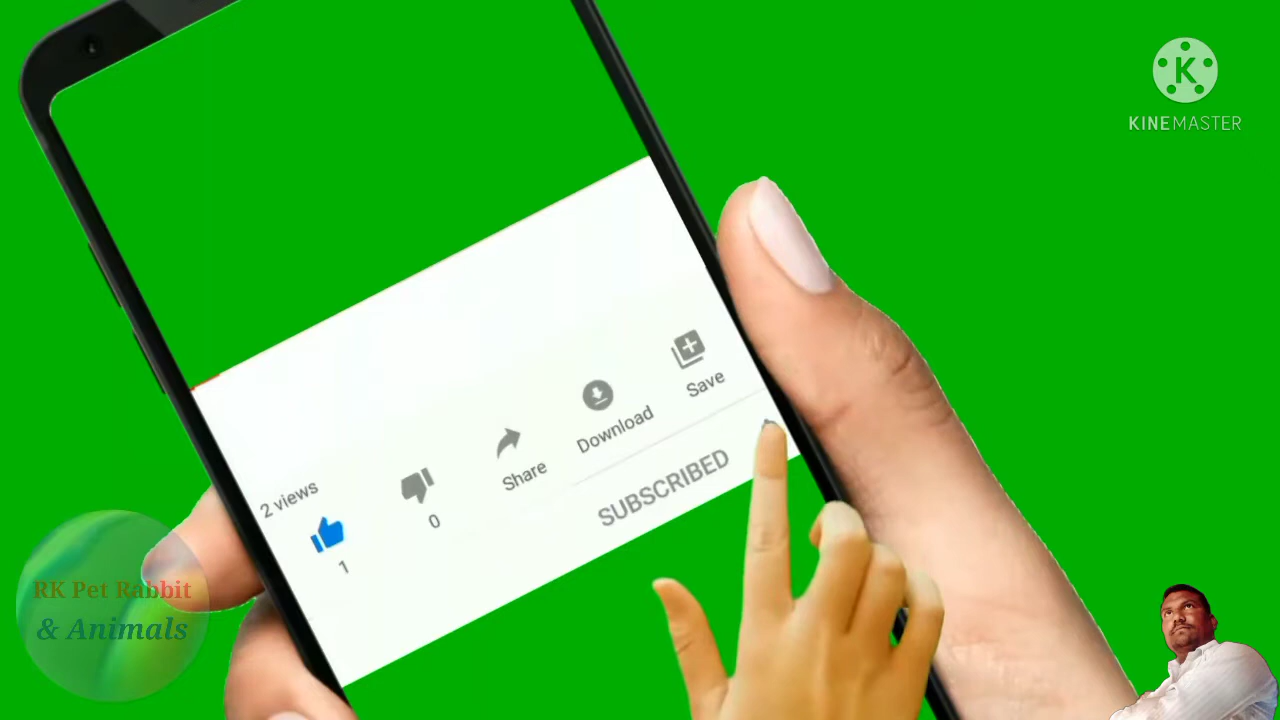 KINEMASTER
2 views
1
0
Share
Download
Save
SUBSCRIBED
RK Pet Rabbit
& Animals